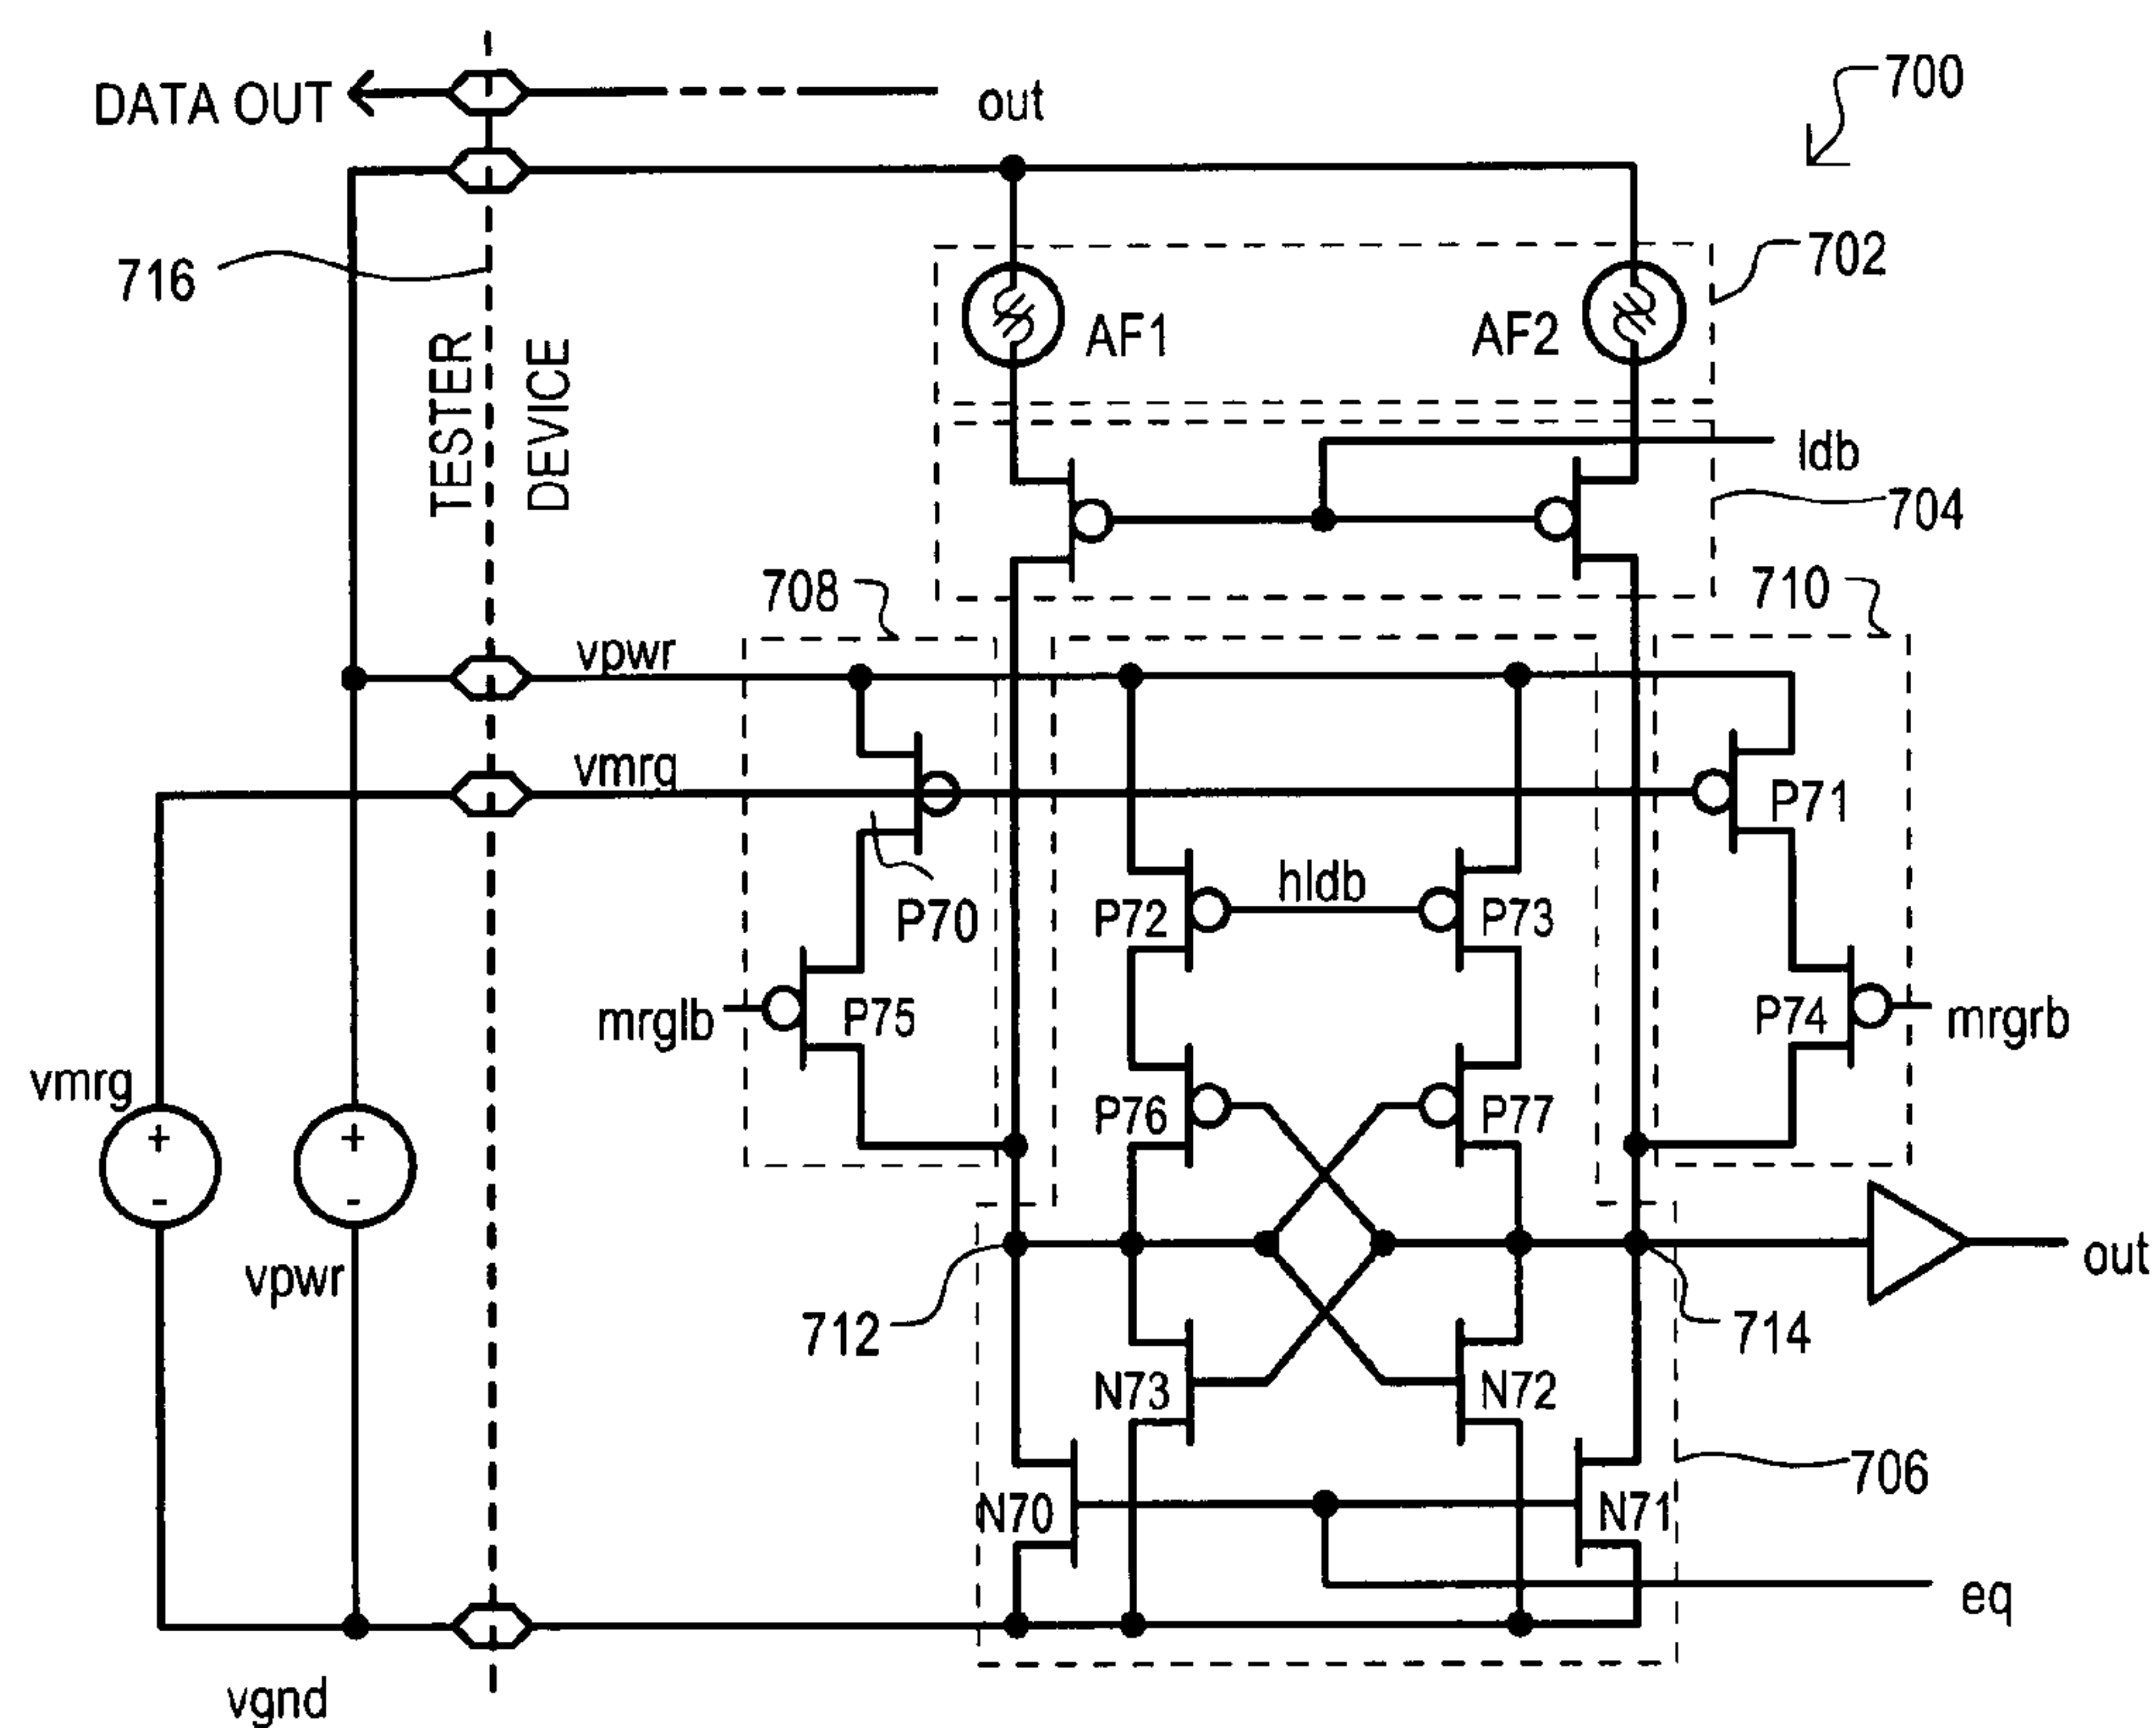 DATA OUT
out
700
716
702
AF1
AF2
TESTER
DEVICE
ldb
704
708
710
vpwr
vmrg
P71
P72
hldb
P73
P70
mrglb
P75
P74
mrgrb
vmrg
+
-
+
-
P76
P77
vpwr
712
714
out
N73
N72
706
N70
N71
eq
vgnd